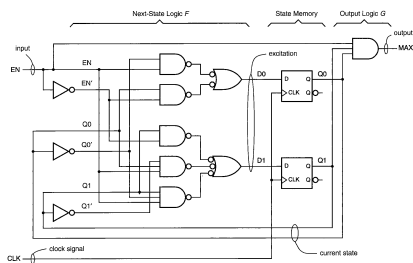 Next-State Logic F
State Memory
Output Logic G
input
output
EN
EN
MAX
excitation
EN'
D0
D Q
Q0
CLK Q
Q0
Q0'
D1
D Q
Q1
CLK Q
Q1
Q1'
clock signal
CLK
current state